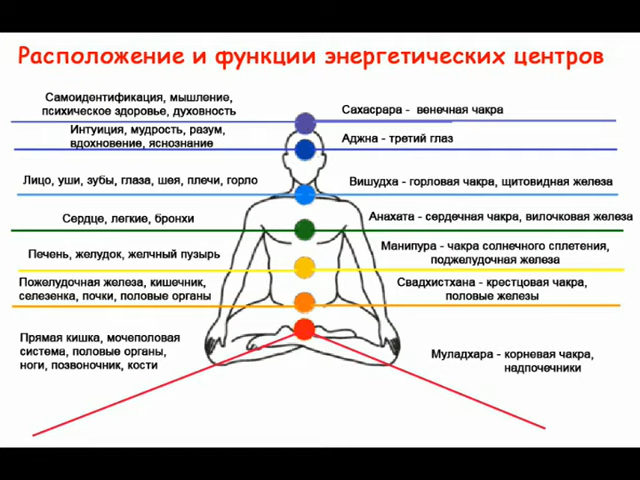 Расположение и функции энергетических центров
Самоидентификация, мышление,
психическое здоровье, духовность
Сахасрара - венечная чакра
Интуиция, мудрость, разум,
вдохновение, яснознание
Аджна - третий глаз
Лицо, уши, зубы, глаза, шея, плечи, горло
Вишудха - горловая чакра, щитовидная железа
Сердце, легкие, бронхи
Анахата - сердечная чакра, вилочковая железа
Печень, желудок, желчный пузырь
Манипура - чакра солнечного сплетения,
поджелудочная железа
Пожелудочная железа, кишечник,
селезенка, почки, половые органы
Свадхистхана - крестцовая чакра,
половые железы
Прямая кишка, мочеполовая
система, половые органы,
ноги, позвоночник, кости
Муладхара - корневая чакра,
надпочечники